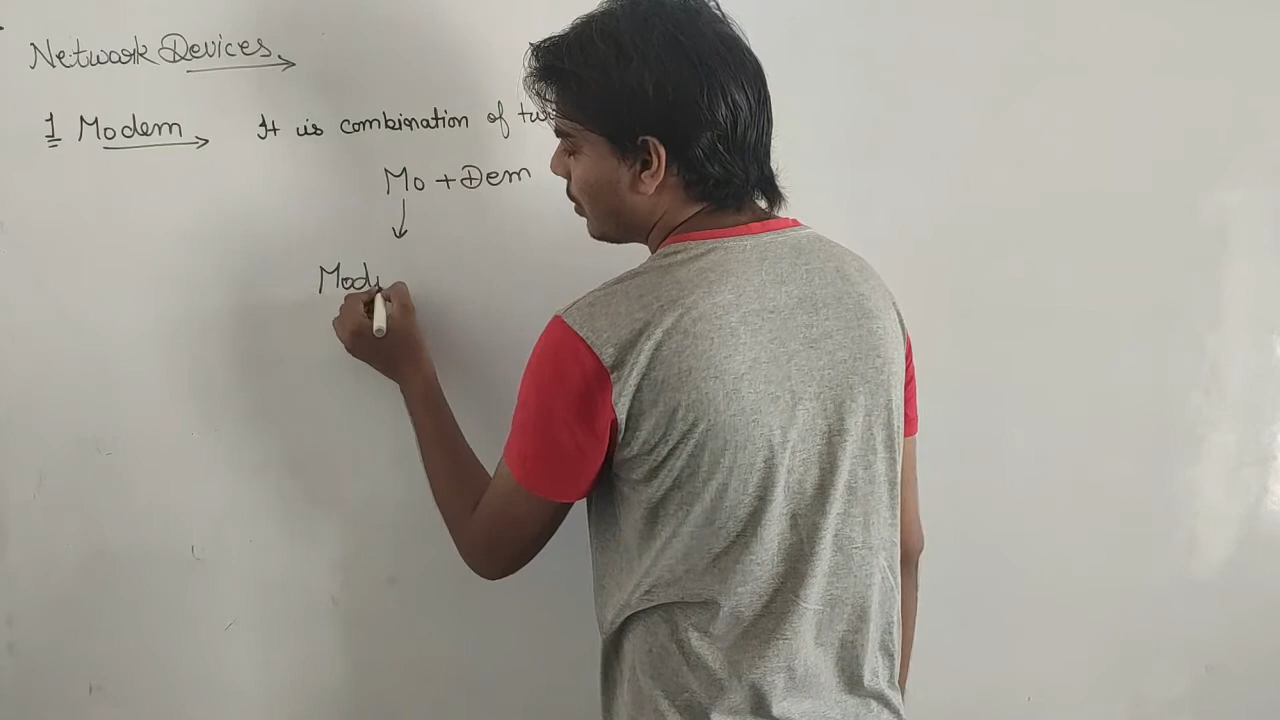 Network Devices.
1 Modem It is combination of
Mo + Dem